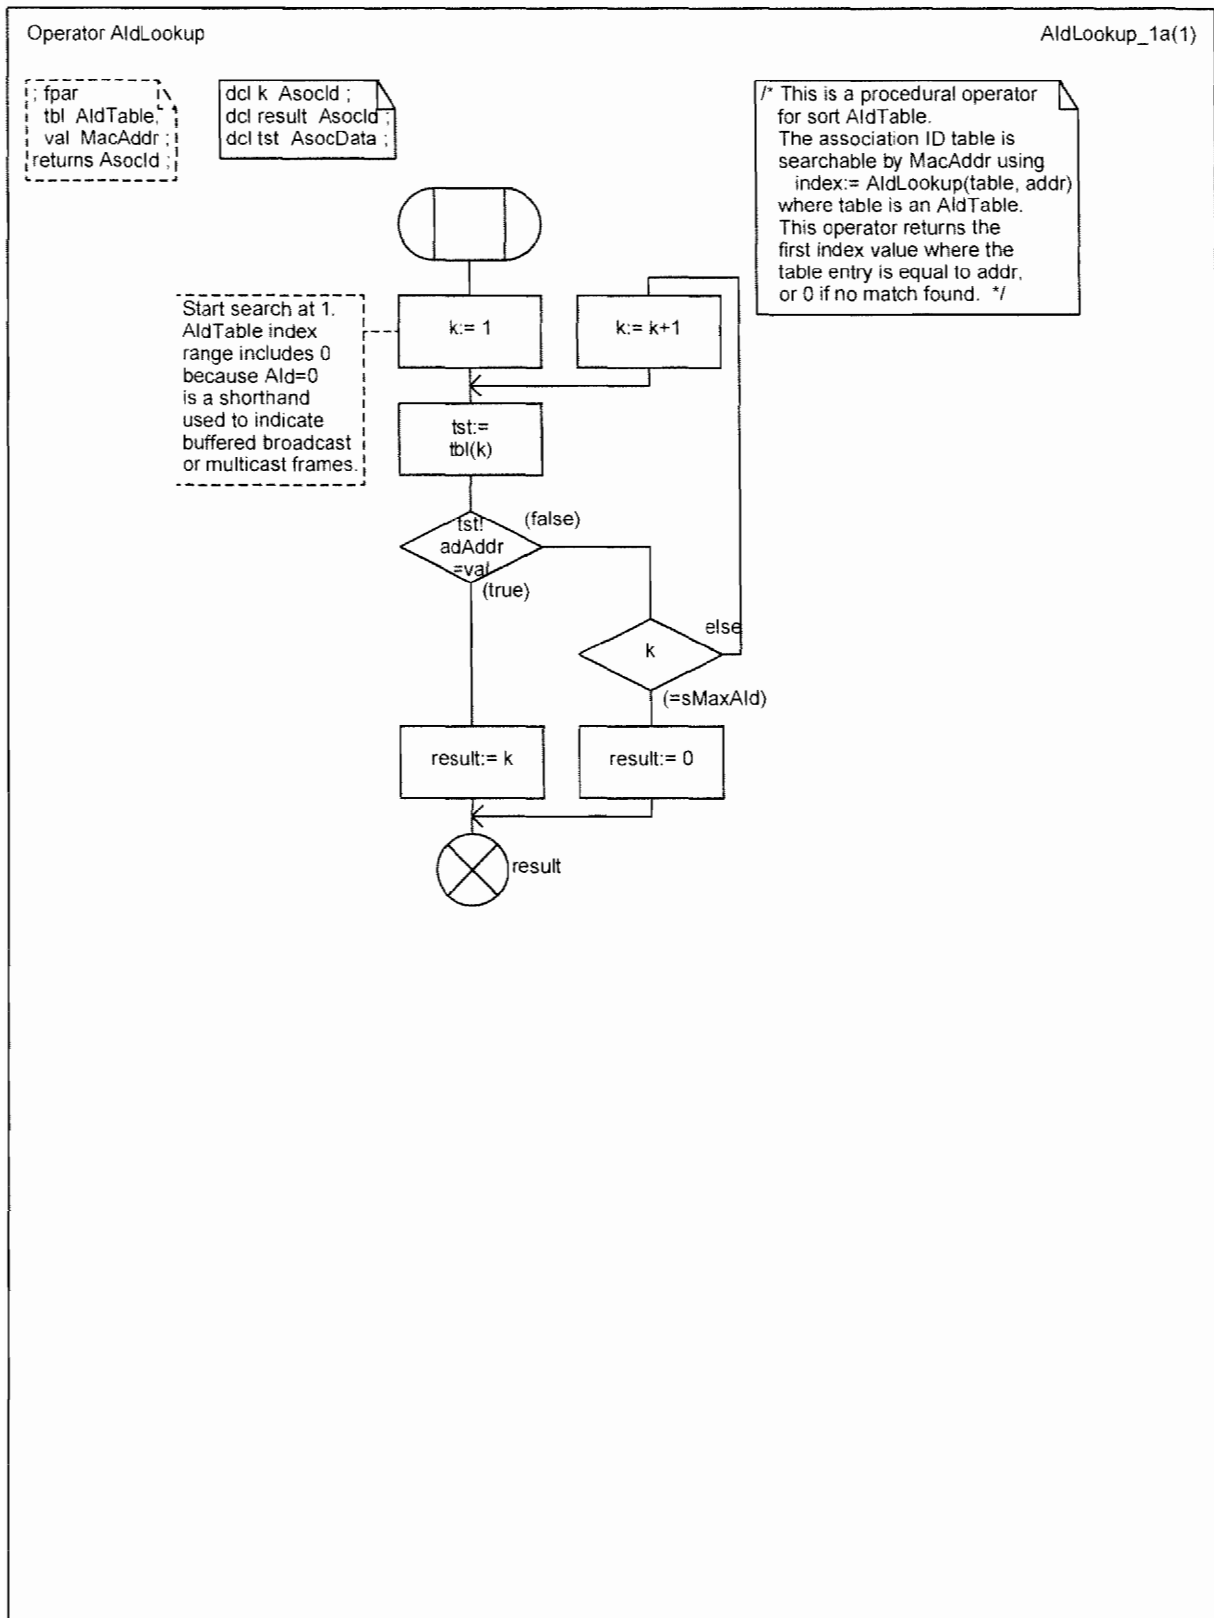 Operator AIdLookup
AIdLookup_1a(1)
; fpar
tbl AIdTable,
val MacAddr ;
returns AsocId ;
dcl k AsocId ;
dcl result AsocId ;
dcl tst AsocData ;
/* This is a procedural operator
for sort AIdTable.
The association ID table is
searchable by MacAddr using
index:= AIdLookup(table, addr)
where table is an AIdTable.
This operator returns the
first index value where the
table entry is equal to addr,
or 0 if no match found. */
Start search at 1.
AIdTable index
range includes 0
because AId=0
is a shorthand
used to indicate
buffered broadcast
or multicast frames.
k:= 1
k:= k+1
tst:=
tbl(k)
tst!
adAddr
=val
(false)
(true)
k
else
(=sMaxAId)
result:= k
result:= 0
result